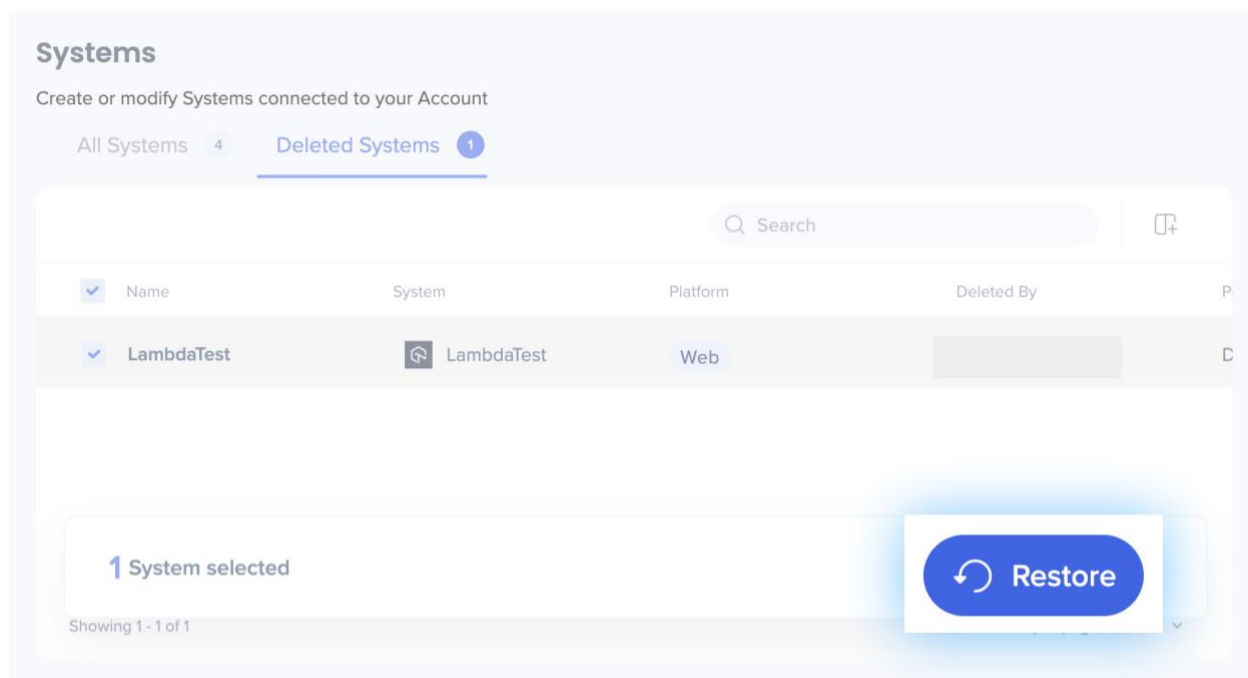 Systems
Create or modify Systems connected to your Account
All Systems 4 Deleted Systems 1
Search
Name System Platform Deleted By
LambdaTest LambdaTest Web
1 System selected
Restore
Showing 1 - 1 of 1